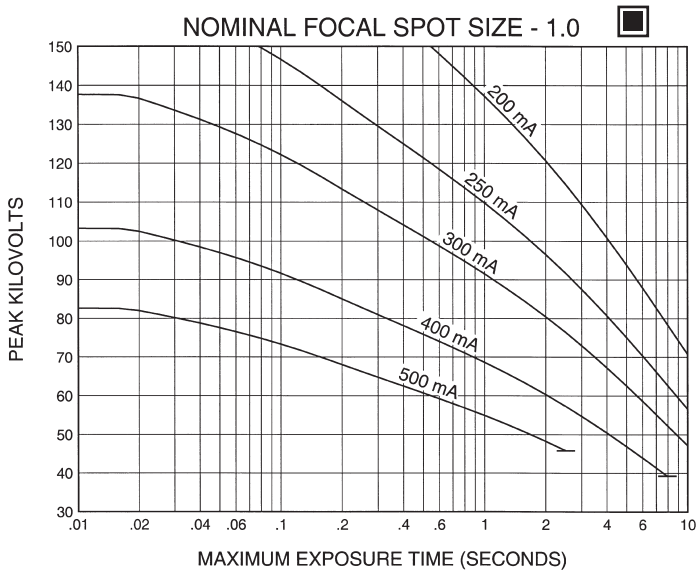 NOMINAL FOCAL SPOT SIZE - 1.0
150
140
130
120
110
100
90
80
70
60
50
40
30
PEAK KILOVOLTS
200 mA
250 mA
300 mA
400 mA
500 mA
.01 .02 .04 .06 .1 .2 .4 .6 1 2 4 6 10
MAXIMUM EXPOSURE TIME (SECONDS)